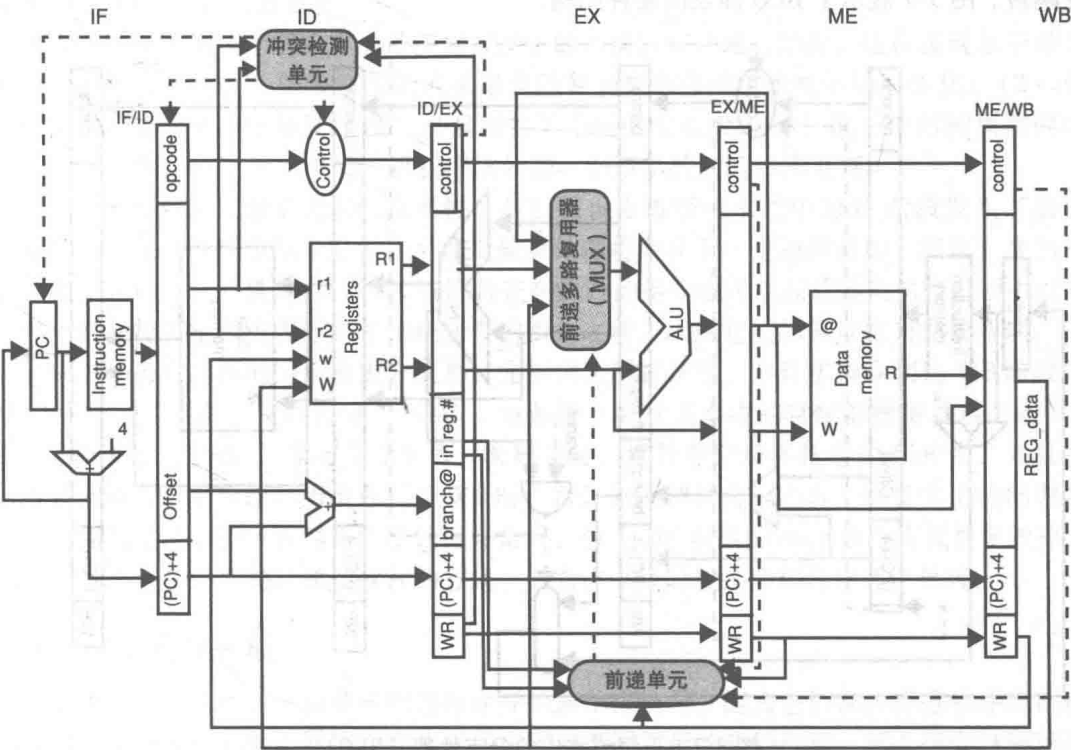 IF
ID
EX
ME
WB
冲突检测
单元
IF/ID
ID/EX
EX/ME
ME/WB
opcode
Control
control
control
control
前递多路复用器
（MUX）
PC
Instruction
memory
r1
r2
w
W
Registers
R1
R2
ALU
@
W
Data
memory
R
REG_data
4
+
+
Offset
(PC)+4
in reg.#
branch@
(PC)+4
WR
(PC)+4
WR
(PC)+4
WR
前递单元